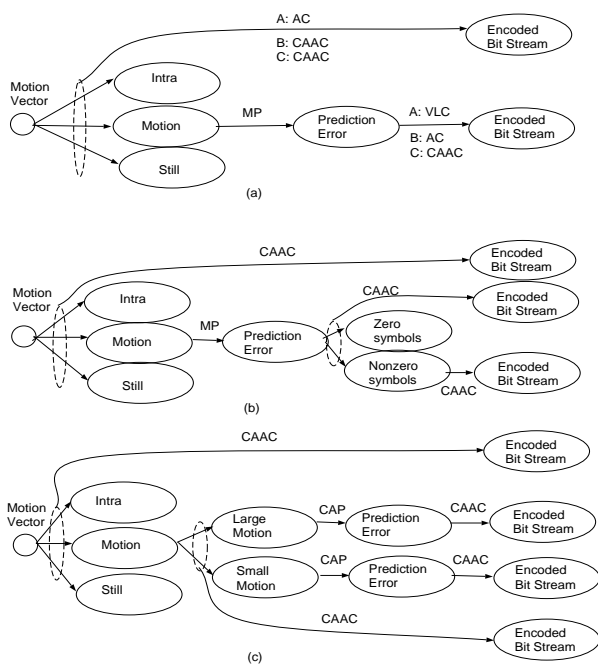 A: AC
B: CAAC
C: CAAC
Encoded
Bit Stream
Motion
Vector
Intra
Motion
Still
MP
Prediction
Error
A: VLC
B: AC
C: CAAC
Encoded
Bit Stream
(a)
CAAC
Encoded
Bit Stream
Motion
Vector
Intra
Motion
Still
MP
Prediction
Error
CAAC
Encoded
Bit Stream
Zero
symbols
Nonzero
symbols
CAAC
Encoded
Bit Stream
(b)
CAAC
Encoded
Bit Stream
Motion
Vector
Intra
Motion
Still
Large
Motion
CAP
Prediction
Error
CAAC
Encoded
Bit Stream
Small
Motion
CAP
Prediction
Error
CAAC
Encoded
Bit Stream
CAAC
Encoded
Bit Stream
(c)